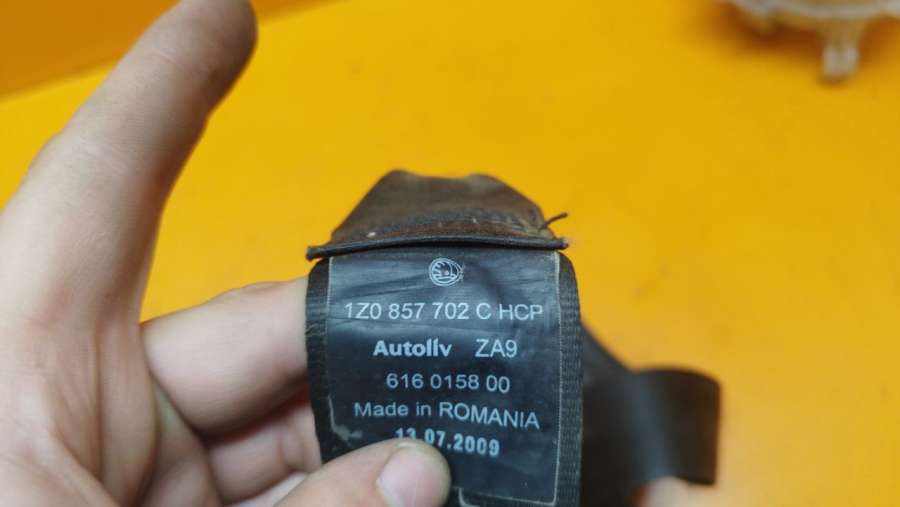 1Z0 857 702 C HCP
Autoliv ZA9
616 0158 00
Made in ROMANIA
13.07.2009